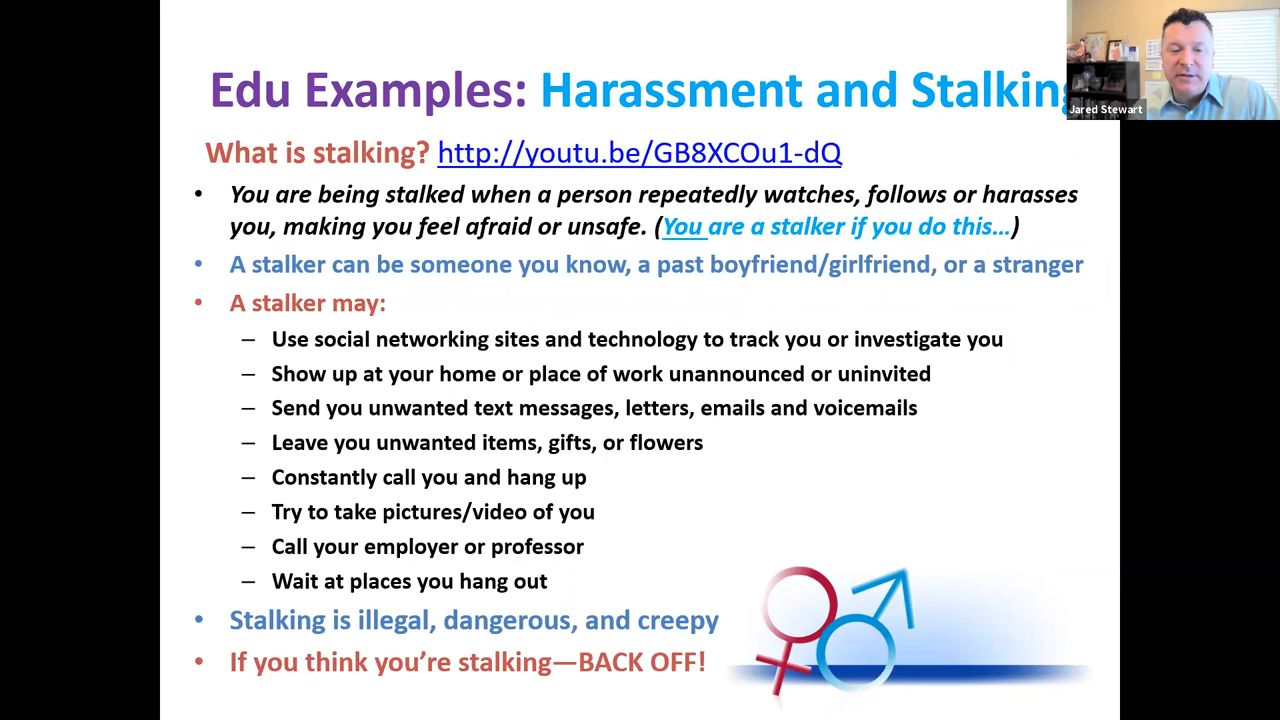 Edu Examples: Harassment and Stalking
Jared Stewart
What is stalking? http://youtu.be/GB8XCOu1-dQ
• You are being stalked when a person repeatedly watches, follows or harasses
you, making you feel afraid or unsafe. (You are a stalker if you do this…)
• A stalker can be someone you know, a past boyfriend/girlfriend, or a stranger
• A stalker may:
– Use social networking sites and technology to track you or investigate you
– Show up at your home or place of work unannounced or uninvited
– Send you unwanted text messages, letters, emails and voicemails
– Leave you unwanted items, gifts, or flowers
– Constantly call you and hang up
– Try to take pictures/video of you
– Call your employer or professor
– Wait at places you hang out
• Stalking is illegal, dangerous, and creepy
• If you think you’re stalking—BACK OFF!